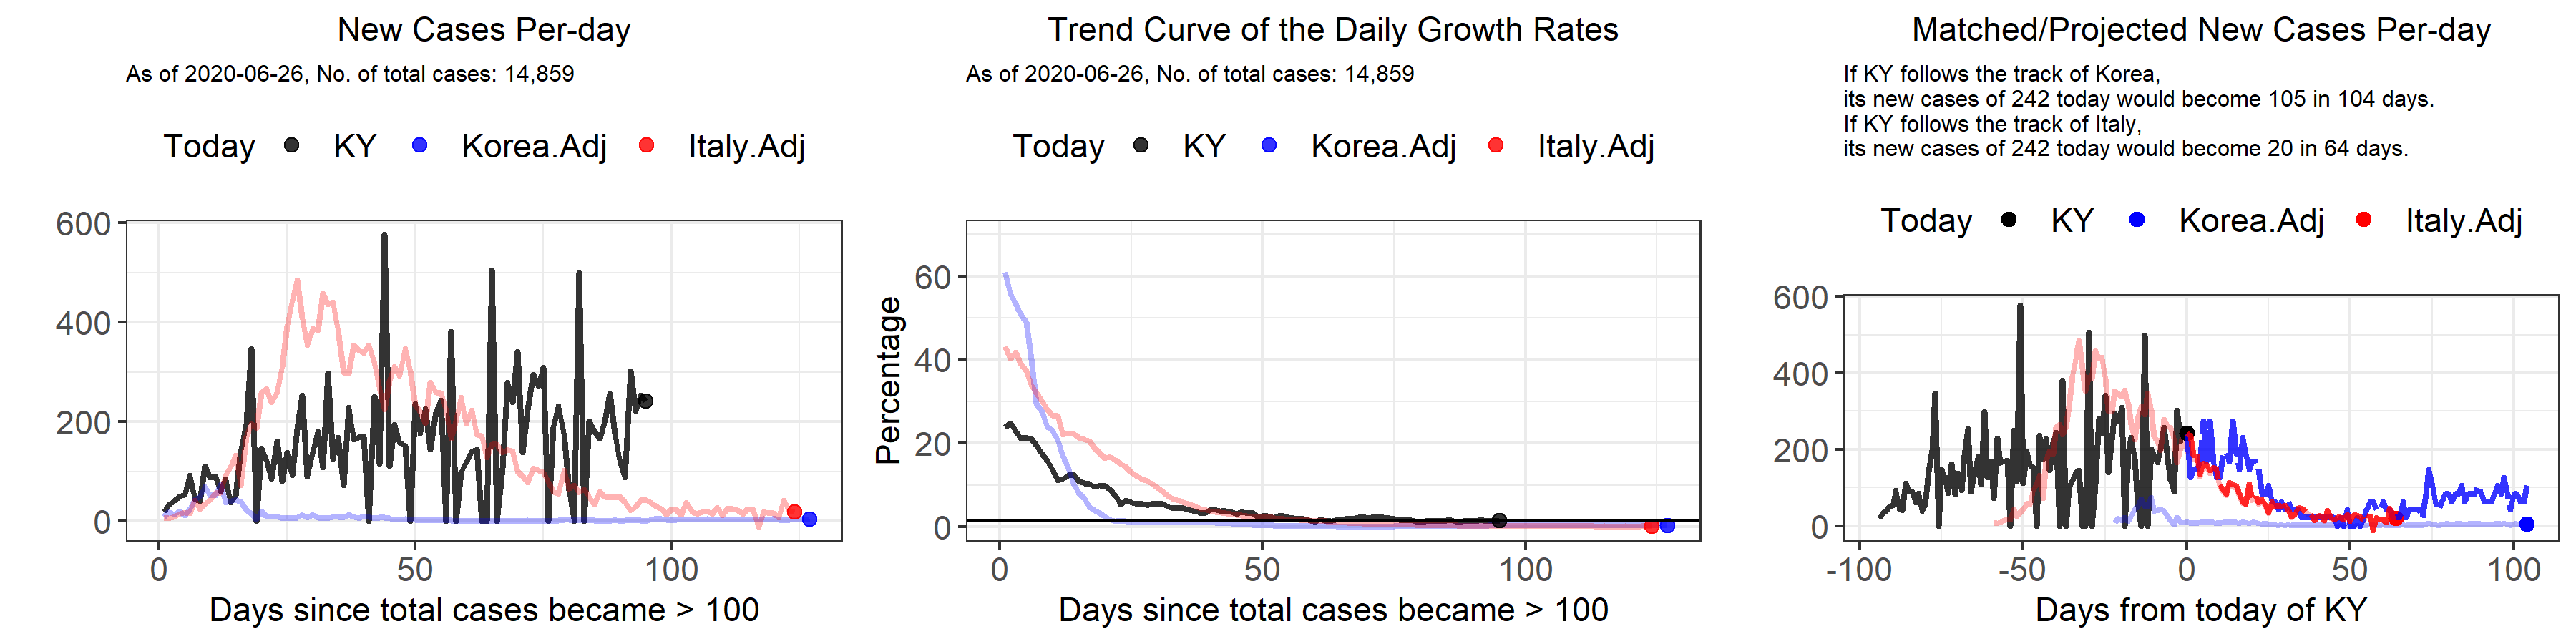 New Cases Per-day
As of 2020-06-26, No. of total cases: 14,859
Today KY Korea.Adj Italy.Adj
600
400
200
0
0 50 100
Days since total cases became > 100
Trend Curve of the Daily Growth Rates
As of 2020-06-26, No. of total cases: 14,859
Today KY Korea.Adj Italy.Adj
Percentage
60
40
20
0
0 50 100
Days since total cases became > 100
Matched/Projected New Cases Per-day
If KY follows the track of Korea,
its new cases of 242 today would become 105 in 104 days.
If KY follows the track of Italy,
its new cases of 242 today would become 20 in 64 days.
Today KY Korea.Adj Italy.Adj
600
400
200
0
-100 -50 0 50 100
Days from today of KY